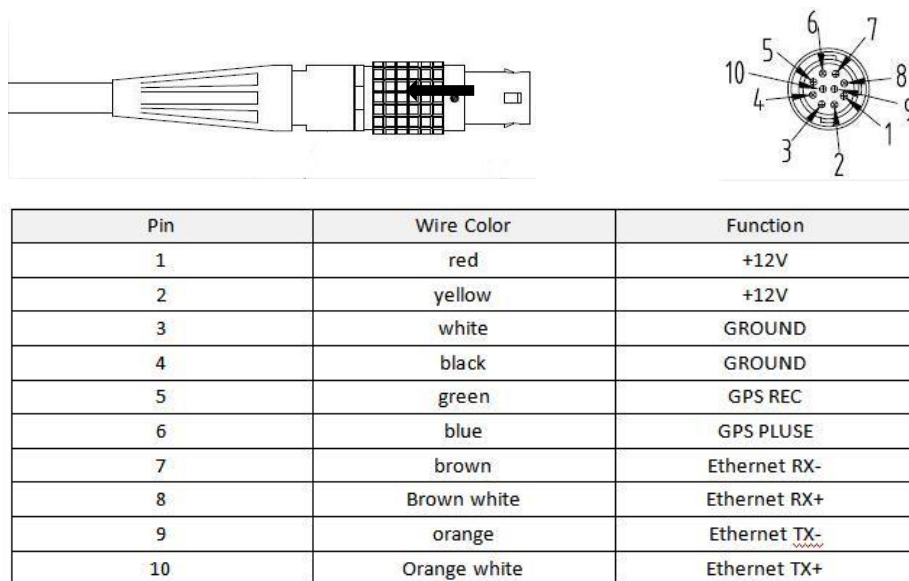 6 7
5
10 8
4 9
3 2 1
Pin Wire Color Function
1 red +12V
2 yellow +12V
3 white GROUND
4 black GROUND
5 green GPS REC
6 blue GPS PLUSE
7 brown Ethernet RX-
8 Brown white Ethernet RX+
9 orange Ethernet TX-
10 Orange white Ethernet TX+